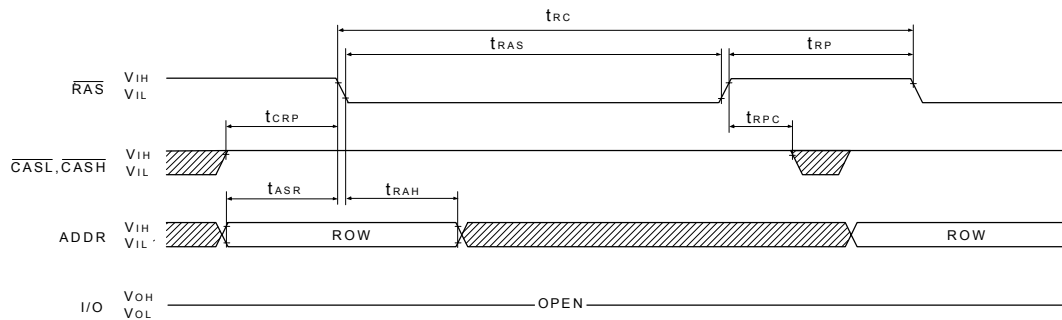 tRC
tRAS
tRP
RAS
VIH
VIL
tCRP
tRPC
CASL,CASH
VIH
VIL
tASR
tRAH
ADDR
VIH
VIL
ROW
ROW
I/O
VOH
VOL
OPEN